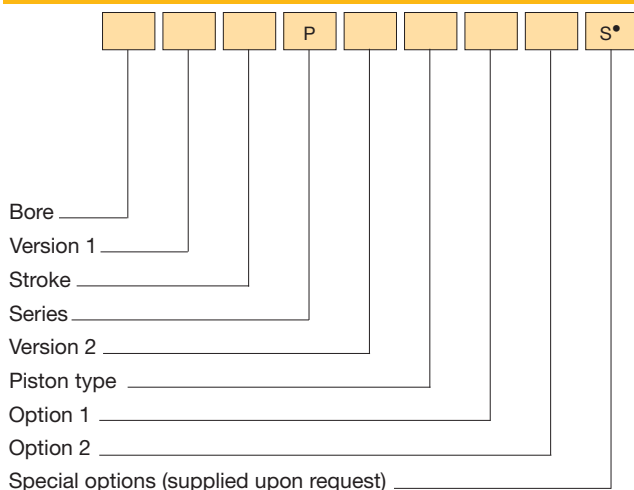 P S•
Bore
Version 1
Stroke
Series
Version 2
Piston type
Option 1
Option 2
Special options (supplied upon request)